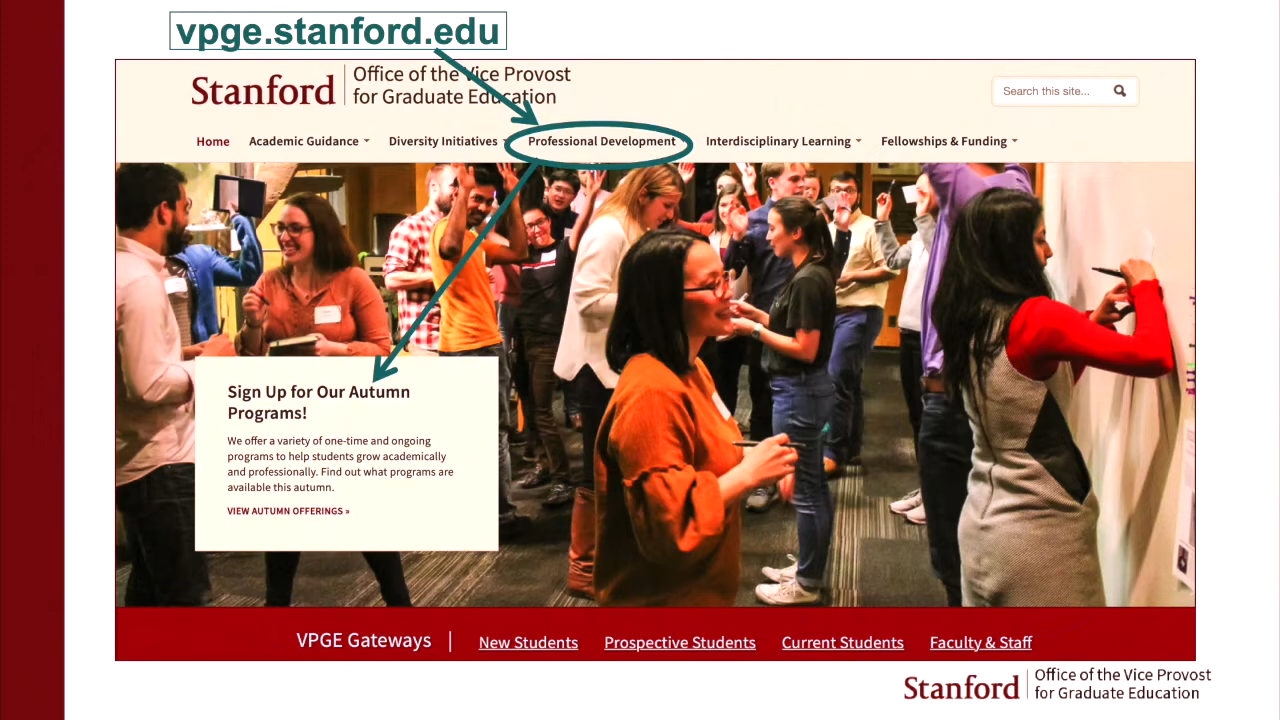 vpge.stanford.edu
Stanford
Office of the Vice Provost
for Graduate Education
Search this site...
Home Academic Guidance Diversity Initiatives Professional Development Interdisciplinary Learning Fellowships & Funding
Sign Up for Our Autumn
Programs!
We offer a variety of one-time and ongoing
programs to help students grow academically
and professionally. Find out what programs are
available this autumn.
VIEW AUTUMN OFFERINGS »
VPGE Gateways | New Students Prospective Students Current Students Faculty & Staff
Stanford
Office of the Vice Provost
for Graduate Education